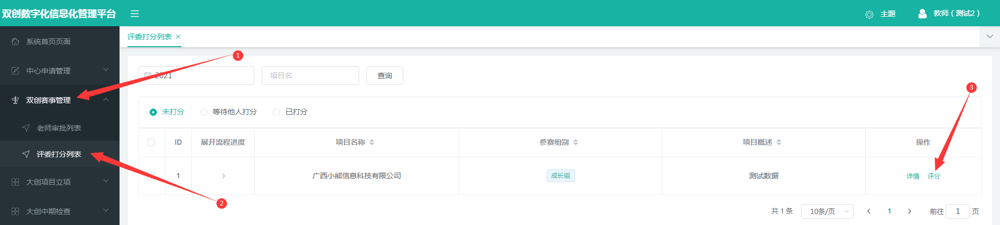 双创数字化信息化管理平台
主题
教师（测试2）
系统首页页面
中心申请管理
双创赛事管理
老师审批列表
评委打分列表
大创项目立项
大创中期检查
评委打分列表
1
2021
项目名
查询
3
未打分
等待他人打分
已打分
ID
展开流程进度
项目名称
参赛组别
项目概述
操作
1
广西小能信息科技有限公司
成长组
测试数据
详情
评分
2
共 1 条
10条/页
1
前往
1
页